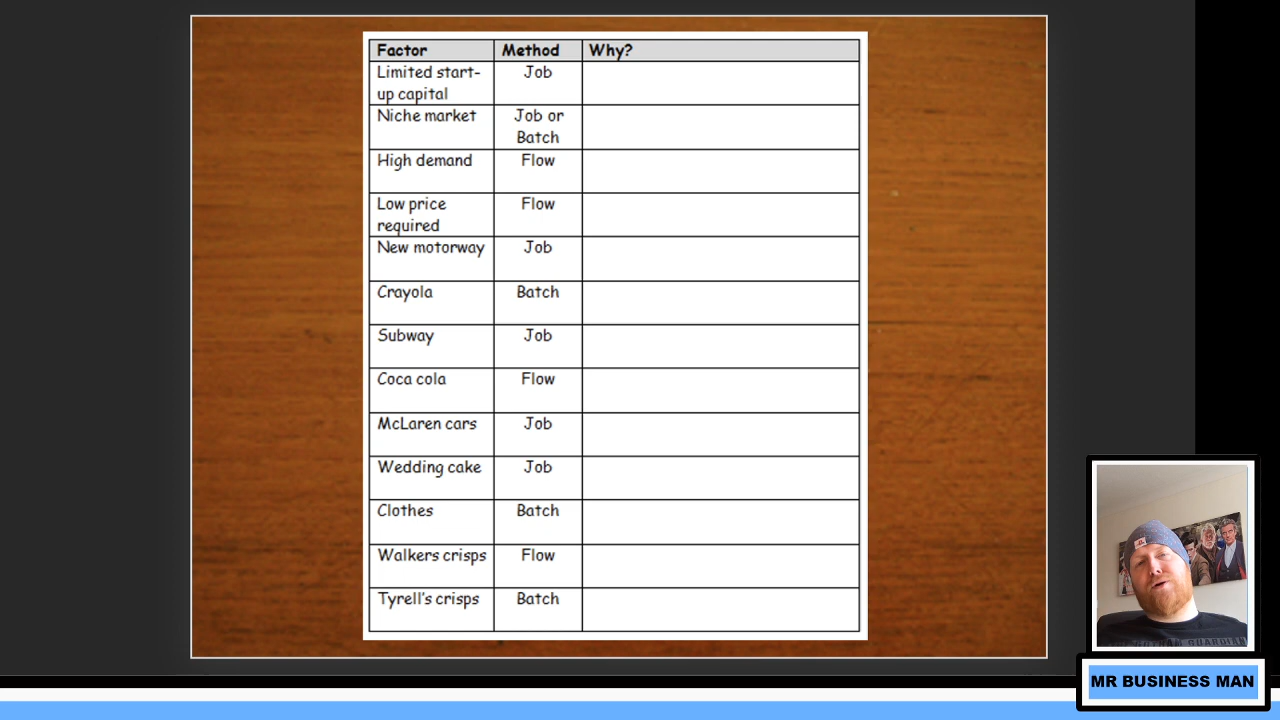 Factor Method Why?
Limited start- Job
up capital
Niche market Job or
Batch
High demand Flow
Low price Flow
required
New motorway Job
Crayola Batch
Subway Job
Coca cola Flow
McLaren cars Job
Wedding cake Job
Clothes Batch
Walkers crisps Flow
Tyrell's crisps Batch
GUARDIAN
MR BUSINESS MAN